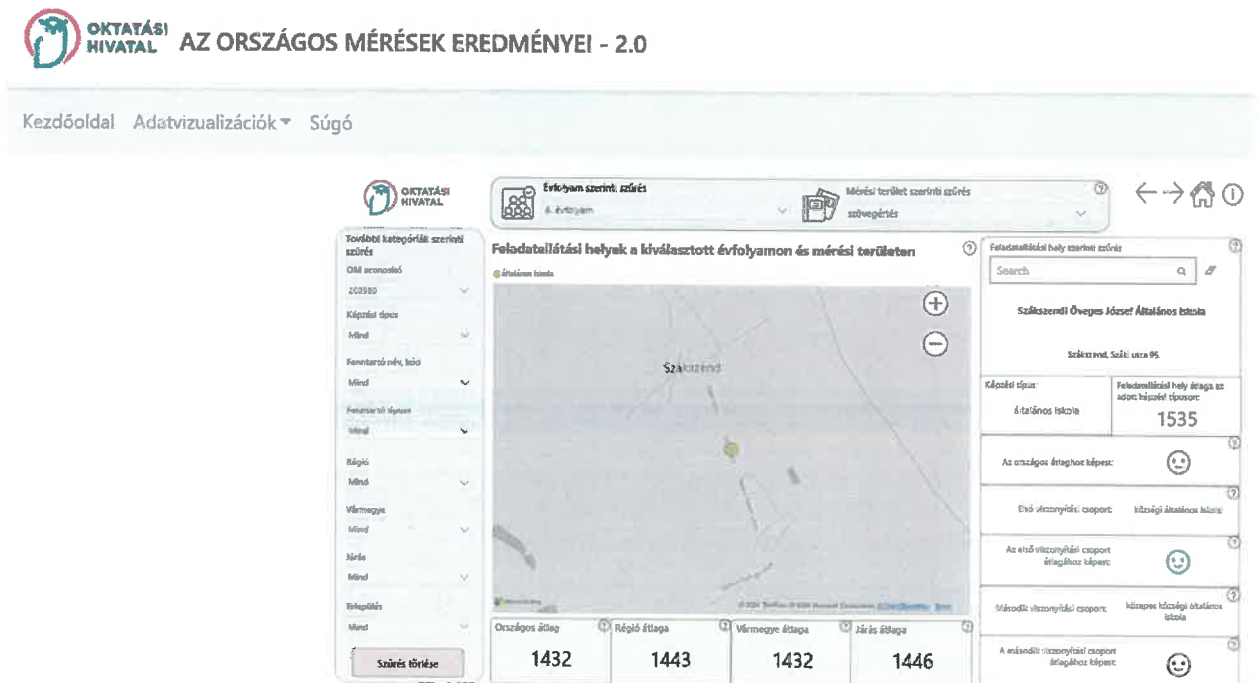 OKTATÁSI
HIVATAL
AZ ORSZÁGOS MÉRÉSEK EREDMÉNYEI - 2.0
Kezdőoldal Adatvizualizációk Súgó
OKTATÁSI
HIVATAL
Évfolyam szerinti szűrés
6. évfolyam
Mérési terület szerinti szűrés
szövegértés
További kategóriák szerinti
szűrés
OM azonosító
202980
Képzési típus
Mind
Fenntartó név, kód
Mind
Fenntartók típusa
Mind
Régió
Mind
Vármegye
Mind
Járás
Mind
Település
Mind
Szűrés törlése
Feladatellátási helyek a kiválasztott évfolyamon és mérési területen
általános iskola
Szákszend
Országos átlag
1432
Régió átlaga
1443
Vármegye átlaga
1432
Járás átlaga
1446
Feladatellátási hely szerinti szűrés
Search
Szákszendi Öveges József Általános Iskola
Szákszend, Száki utca 95.
Képzési típus:
általános iskola
Feladatellátási hely átlaga az
adott képzési típuson:
1535
Az országos átlaghoz képest:
Első viszonyítási csoport:
községi általános iskola
Az első viszonyítási csoport
átlagához képest:
Második viszonyítási csoport:
közepes községi általános
iskola
A második viszonyítási csoport
átlagához képest: